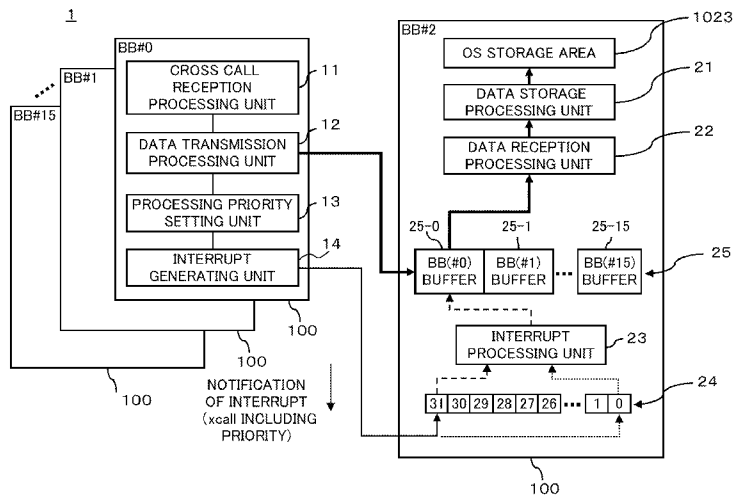 1
BB#0
BB#1
BB#15
CROSS CALL
RECEPTION
PROCESSING UNIT
11
DATA TRANSMISSION
PROCESSING UNIT
12
PROCESSING PRIORITY
SETTING UNIT
13
INTERRUPT
GENERATING UNIT
14
100
100
100
NOTIFICATION
OF INTERRUPT
(xcall INCLUDING
PRIORITY)
BB#2
OS STORAGE AREA
1023
DATA STORAGE
PROCESSING UNIT
21
DATA RECEPTION
PROCESSING UNIT
22
25-0
25-1
25-15
BB(#0)
BUFFER
BB(#1)
BUFFER
BB(#15)
BUFFER
25
INTERRUPT
PROCESSING UNIT
23
31 30 29 28 27 26 1 0
24
100